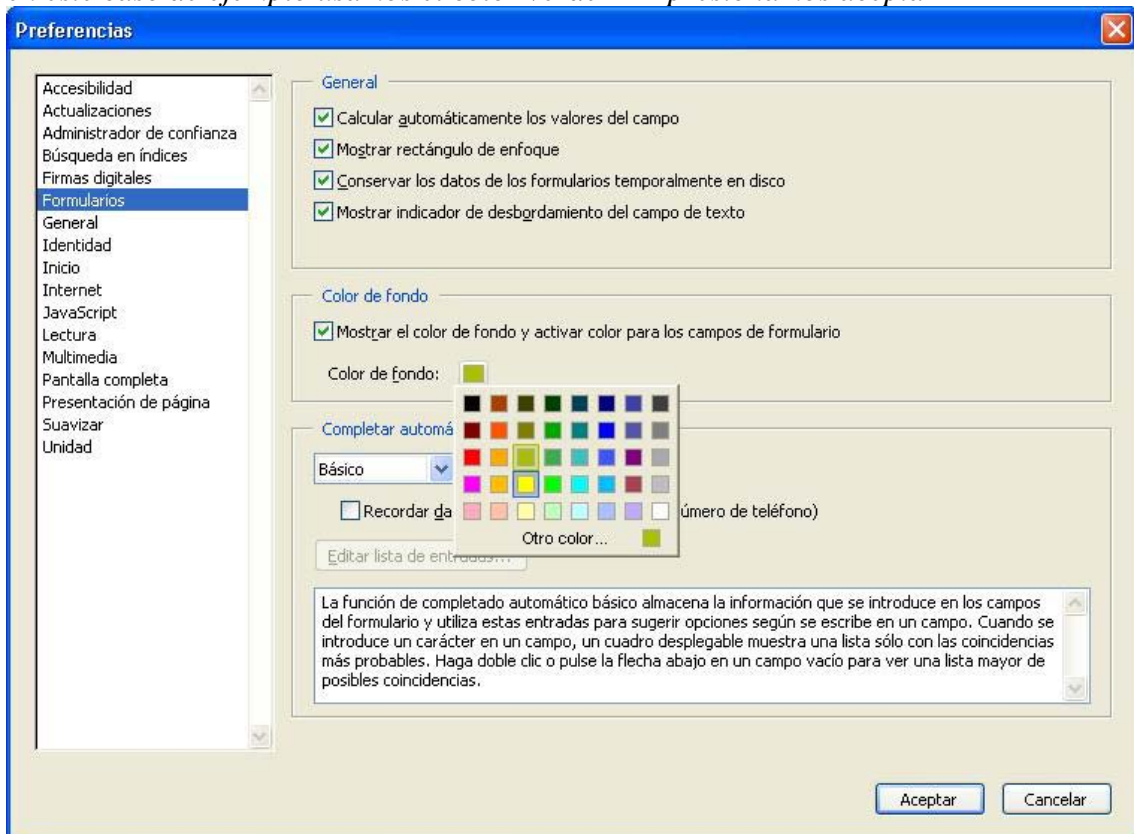 Preferencias
Accesibilidad
Actualizaciones
Administrador de confianza
Búsqueda en índices
Firmas digitales
Formularios
General
Identidad
Inicio
Internet
JavaScript
Lectura
Multimedia
Pantalla completa
Presentación de página
Suavizar
Unidad
General
Calcular automáticamente los valores del campo
Mostrar rectángulo de enfoque
Conservar los datos de los formularios temporalmente en disco
Mostrar indicador de desbordamiento del campo de texto
Color de fondo
Mostrar el color de fondo y activar color para los campos de formulario
Color de fondo:
Completar automá
Básico
Recordar da úmero de teléfono)
Otro color...
Editar lista de entradas...
La función de completado automático básico almacena la información que se introduce en los campos
del formulario y utiliza estas entradas para sugerir opciones según se escribe en un campo. Cuando se
introduce un carácter en un campo, un cuadro desplegable muestra una lista sólo con las coincidencias
más probables. Haga doble clic o pulse la flecha abajo en un campo vacío para ver una lista mayor de
posibles coincidencias.
Aceptar
Cancelar